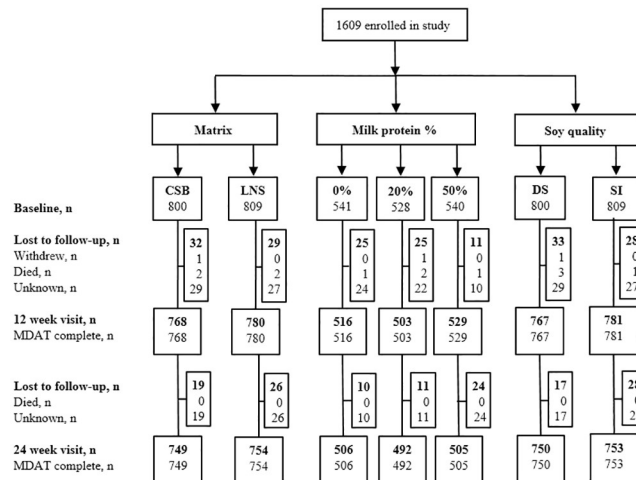 1609 enrolled in study
Matrix Milk protein % Soy quality
CSB LNS 0% 20% 50% DS SI
Baseline, n 800 809 541 528 540 800 809
Lost to follow-up, n 32 29 25 25 11 33 28
Withdrew, n 1 0 0 1 0 1 0
Died, n 2 2 1 2 1 3 1
Unknown, n 29 27 24 22 10 29 27
12 week visit, n 768 780 516 503 529 767 781
MDAT complete, n 768 780 516 503 529 767 781
Lost to follow-up, n 19 26 10 11 24 17 28
Died, n 0 0 0 0 0 0 0
Unknown, n 19 26 10 11 24 17
24 week visit, n 749 754 506 492 505 750 753
MDAT complete, n 749 754 506 492 505 750 753